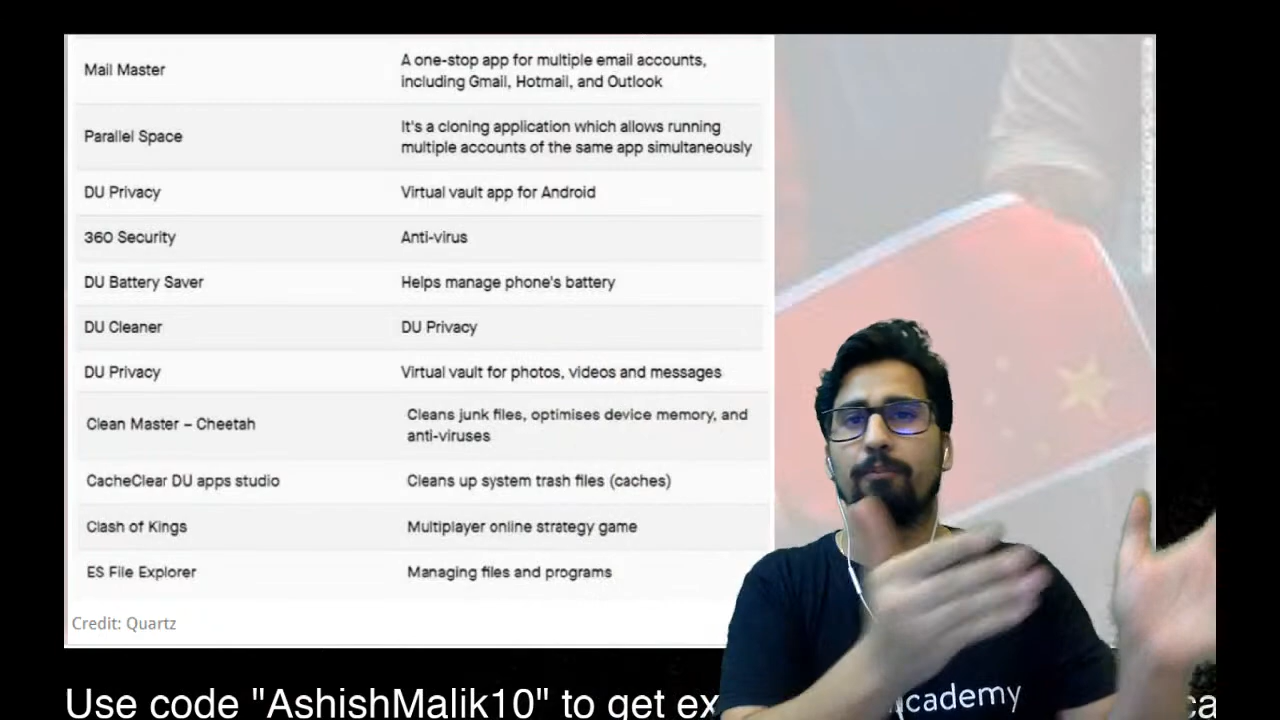 Mail Master
A one-stop app for multiple email accounts,
including Gmail, Hotmail, and Outlook
Parallel Space
It's a cloning application which allows running
multiple accounts of the same app simultaneously
DU Privacy
Virtual vault app for Android
360 Security
Anti-virus
DU Battery Saver
Helps manage phone's battery
DU Cleaner
DU Privacy
DU Privacy
Virtual vault for photos, videos and messages
Clean Master – Cheetah
Cleans junk files, optimises device memory, and
anti-viruses
CacheClear DU apps studio
Cleans up system trash files (caches)
Clash of Kings
Multiplayer online strategy game
ES File Explorer
Managing files and programs
Credit: Quartz
cademy
Use code "AshishMalik10" to get ex ca